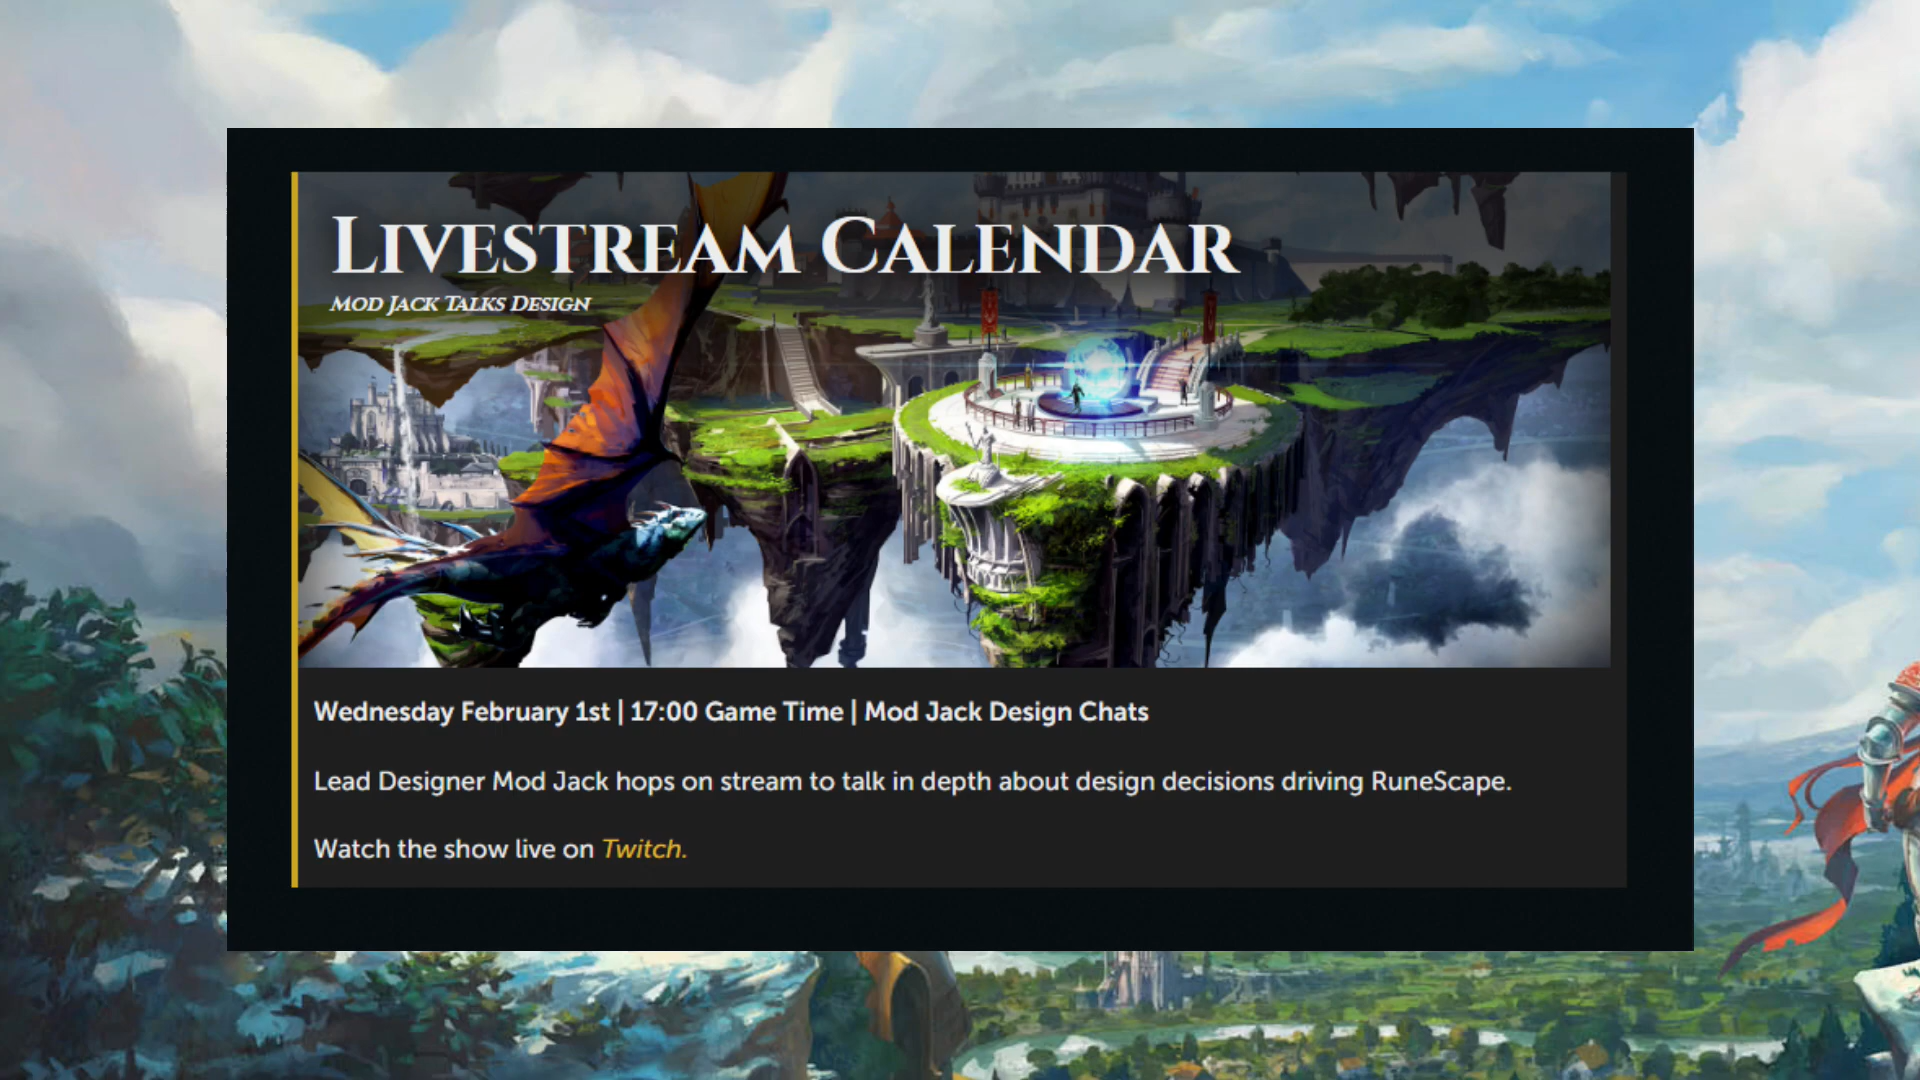 LIVESTREAM CALENDAR
MOD JACK TALKS DESIGN
Wednesday February 1st | 17:00 Game Time | Mod Jack Design Chats
Lead Designer Mod Jack hops on stream to talk in depth about design decisions driving RuneScape.
Watch the show live on Twitch.